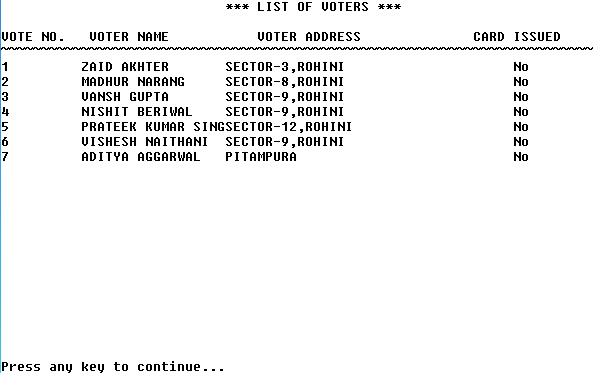 *** LIST OF VOTERS ***
VOTE NO. VOTER NAME VOTER ADDRESS CARD ISSUED
1 ZAID AKHTER SECTOR-3,ROHINI No
2 MADHUR NARANG SECTOR-8,ROHINI No
3 VANSH GUPTA SECTOR-9,ROHINI No
4 NISHIT BERIWAL SECTOR-9,ROHINI No
5 PRATEEK KUMAR SINGSECTOR-12,ROHINI No
6 VISHESH NAITHANI SECTOR-9,ROHINI No
7 ADITYA AGGARWAL PITAMPURA No
Press any key to continue...